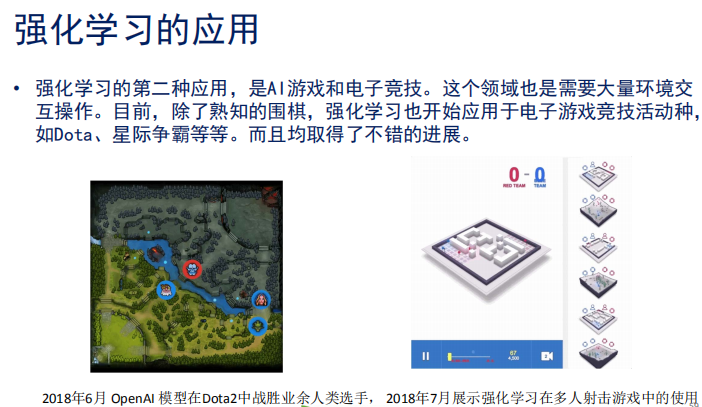 强化学习的应用
• 强化学习的第二种应用，是AI游戏和电子竞技。这个领域也是需要大量环境交
互操作。目前，除了熟知的围棋，强化学习也开始应用于电子游戏竞技活动种，
如Dota、星际争霸等等。而且均取得了不错的进展。
0 - 0
RED TEAM TEAM
67
2018年6月 OpenAI 模型在Dota2中战胜业余人类选手， 2018年7月展示强化学习在多人射击游戏中的使用